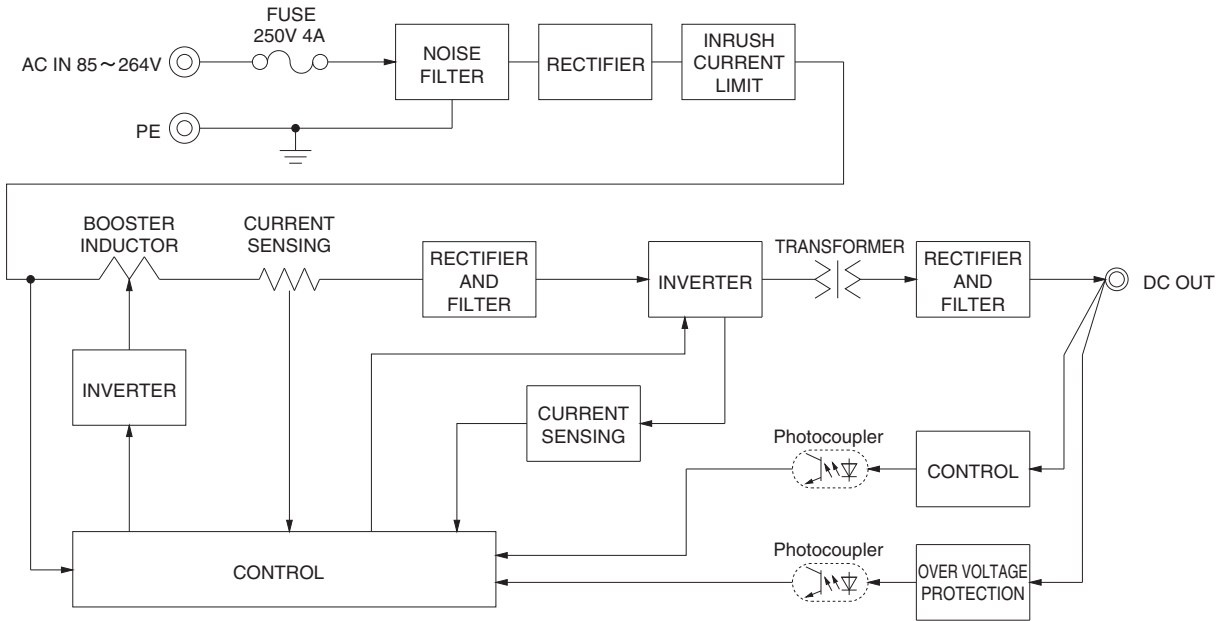 FUSE
250V 4A
AC IN 85~264V
NOISE
FILTER
RECTIFIER
INRUSH
CURRENT
LIMIT
PE
BOOSTER
INDUCTOR
CURRENT
SENSING
RECTIFIER
AND
FILTER
INVERTER
TRANSFORMER
RECTIFIER
AND
FILTER
DC OUT
INVERTER
CURRENT
SENSING
Photocoupler
CONTROL
Photocoupler
OVER VOLTAGE
PROTECTION
CONTROL